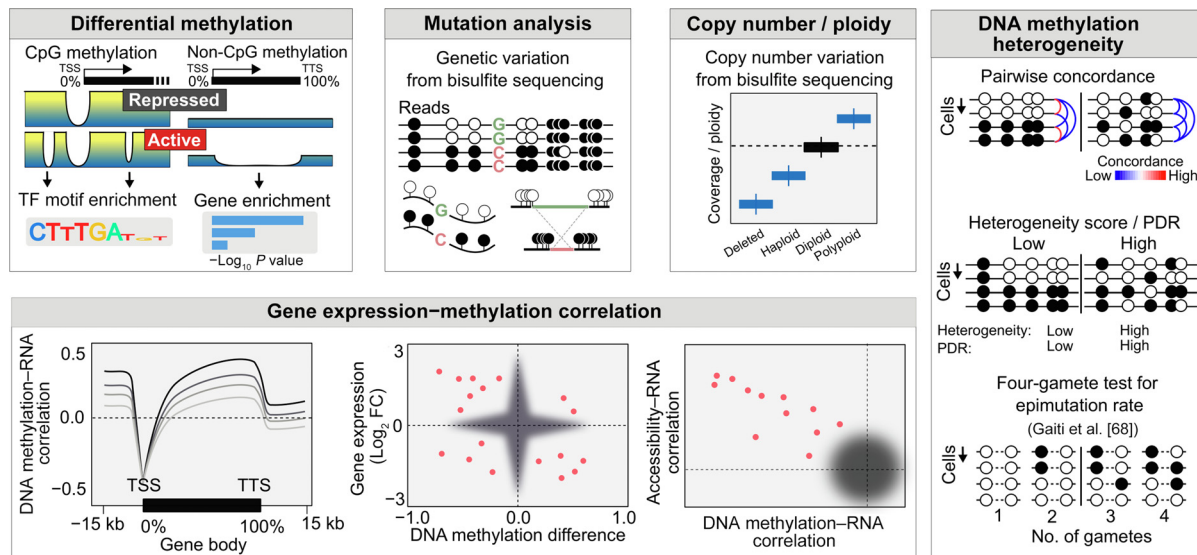 Differential methylation
CpG methylation
Non-CpG methylation
TSS
0%
TSS
0%
TTS
100%
Repressed
Active
TF motif enrichment
Gene enrichment
CTTTGATGT
−Log10 P value
Mutation analysis
Genetic variation
from bisulfite sequencing
Reads
G
G
C
C
G
C
Copy number / ploidy
Copy number variation
from bisulfite sequencing
Coverage / ploidy
Deleted
Haploid
Diploid
Polyploid
DNA methylation
heterogeneity
Pairwise concordance
Cells
Concordance
Low
High
Heterogeneity score / PDR
Low
High
Cells
Heterogeneity: Low High
PDR: Low High
Four-gamete test for
epimutation rate
(Gaiti et al. [68])
Cells
1 2 3 4
No. of gametes
Gene expression−methylation correlation
DNA methylation–RNA
correlation
0.5
0.0
−0.5
TSS
TTS
−15 kb
0%
100%
15 kb
Gene body
Gene expression
(Log2 FC)
3
0
−3
−1.0
0.0
1.0
DNA methylation difference
Accessibility–RNA
correlation
DNA methylation–RNA
correlation